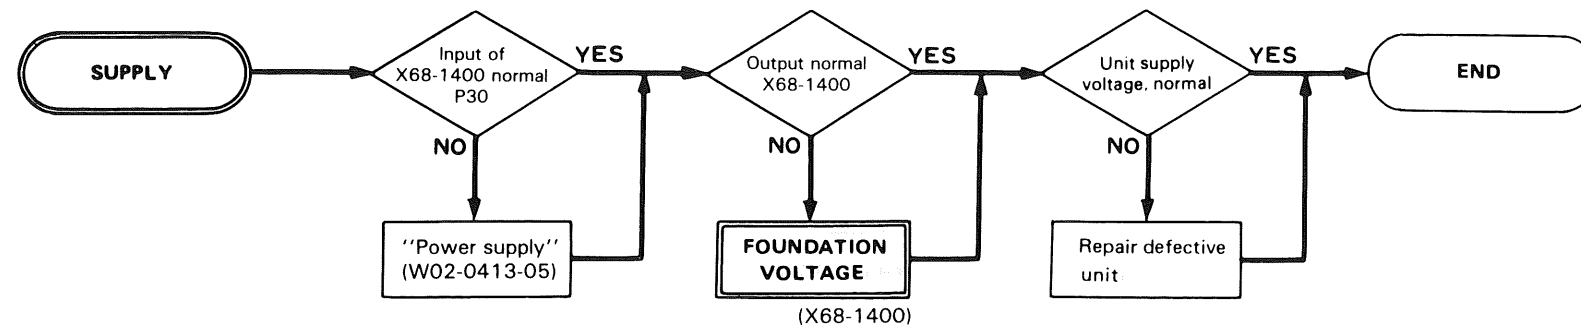 SUPPLY
Input of
X68-1400 normal
P30
YES
NO
"Power supply"
(W02-0413-05)
Output normal
X68-1400
YES
NO
FOUNDATION
VOLTAGE
(X68-1400)
Unit supply
voltage, normal
YES
NO
Repair defective
unit
END